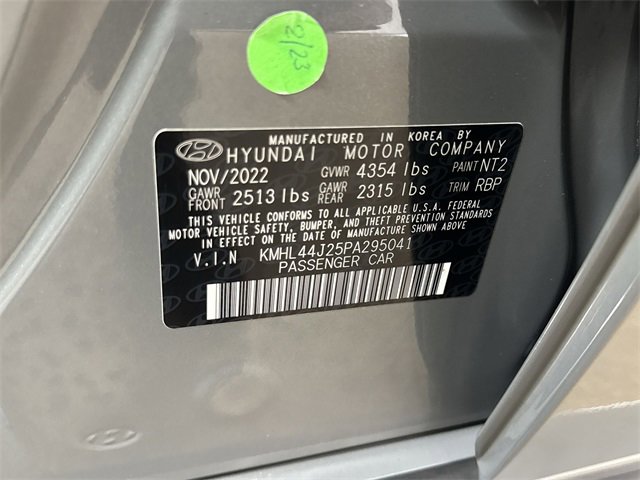 2/23
MANUFACTURED IN KOREA BY
HYUNDAI MOTOR COMPANY
NOV/2022 GVWR 4354 lbs PAINT NT2
GAWR FRONT 2513 lbs GAWR REAR 2315 lbs TRIM RBP
THIS VEHICLE CONFORMS TO ALL APPLICABLE U.S.A. FEDERAL
MOTOR VEHICLE SAFETY, BUMPER, AND THEFT PREVENTION STANDARDS
IN EFFECT ON THE DATE OF MANUFACTURE SHOWN ABOVE.
V.I.N KMHL44J25PA295041
PASSENGER CAR